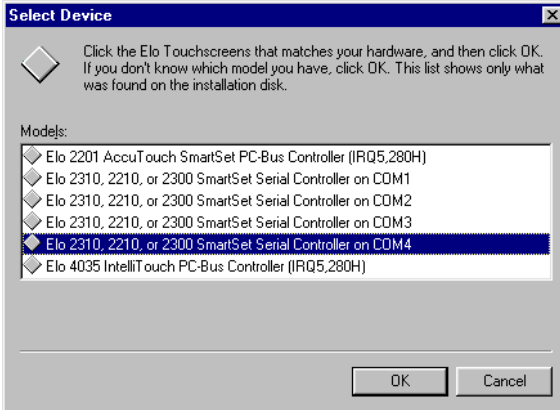 Select Device
Click the Elo Touchscreens that matches your hardware, and then click OK.
If you don't know which model you have, click OK. This list shows only what
was found on the installation disk.
Models:
Elo 2201 AccuTouch SmartSet PC-Bus Controller (IRQ5,280H)
Elo 2310, 2210, or 2300 SmartSet Serial Controller on COM1
Elo 2310, 2210, or 2300 SmartSet Serial Controller on COM2
Elo 2310, 2210, or 2300 SmartSet Serial Controller on COM3
Elo 2310, 2210, or 2300 SmartSet Serial Controller on COM4
Elo 4035 IntelliTouch PC-Bus Controller (IRQ5,280H)
OK Cancel